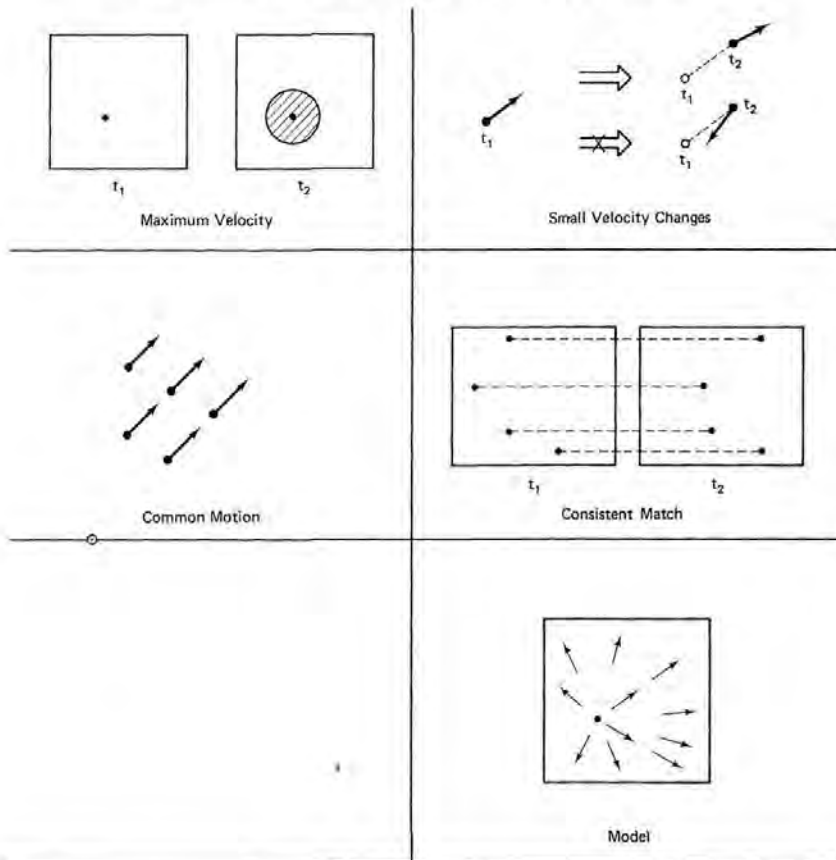 t₁
t₂
Maximum Velocity
t₁
t₁
t₂
t₁
t₂
Small Velocity Changes
Common Motion
t₁
t₂
Consistent Match
Model